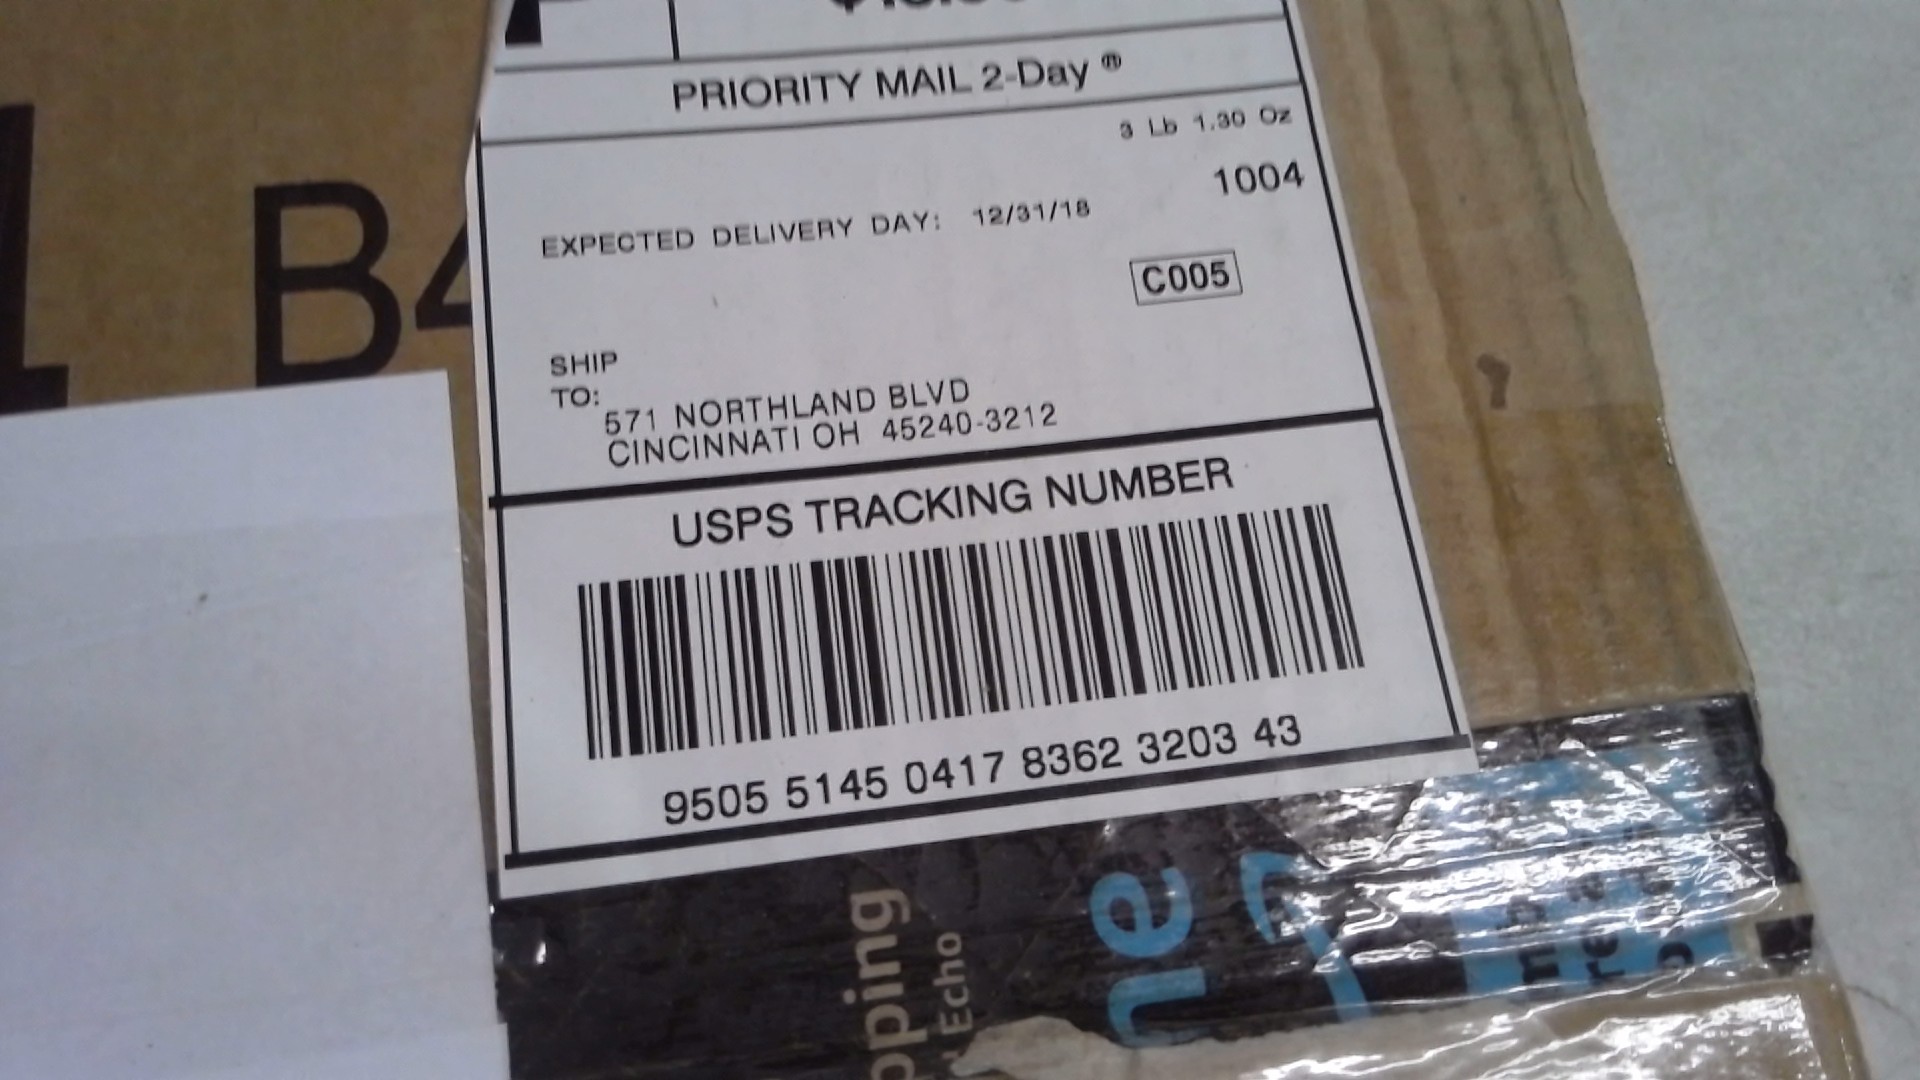 PRIORITY MAIL 2-Day ®
3 Lb 1.30 Oz
1004
EXPECTED DELIVERY DAY: 12/31/18
C005
SHIP
TO:
571 NORTHLAND BLVD
CINCINNATI OH 45240-3212
USPS TRACKING NUMBER
9505 5145 0417 8362 3203 43
Echo